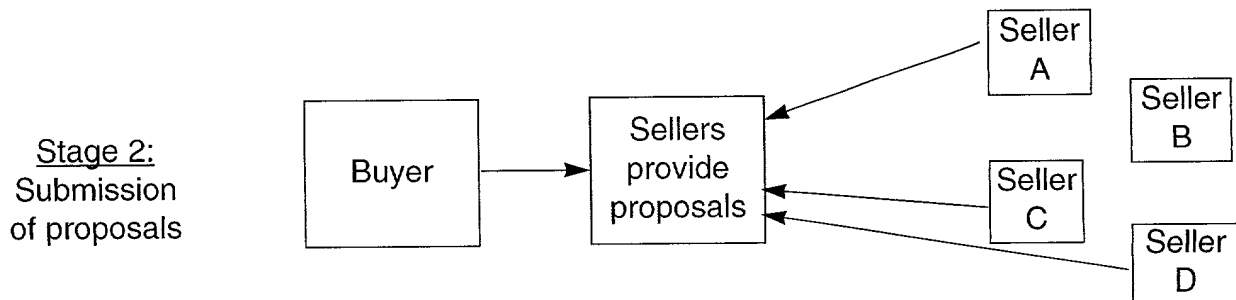 Stage 2:
Submission
of proposals
Buyer
Sellers
provide
proposals
Seller
A
Seller
B
Seller
C
Seller
D